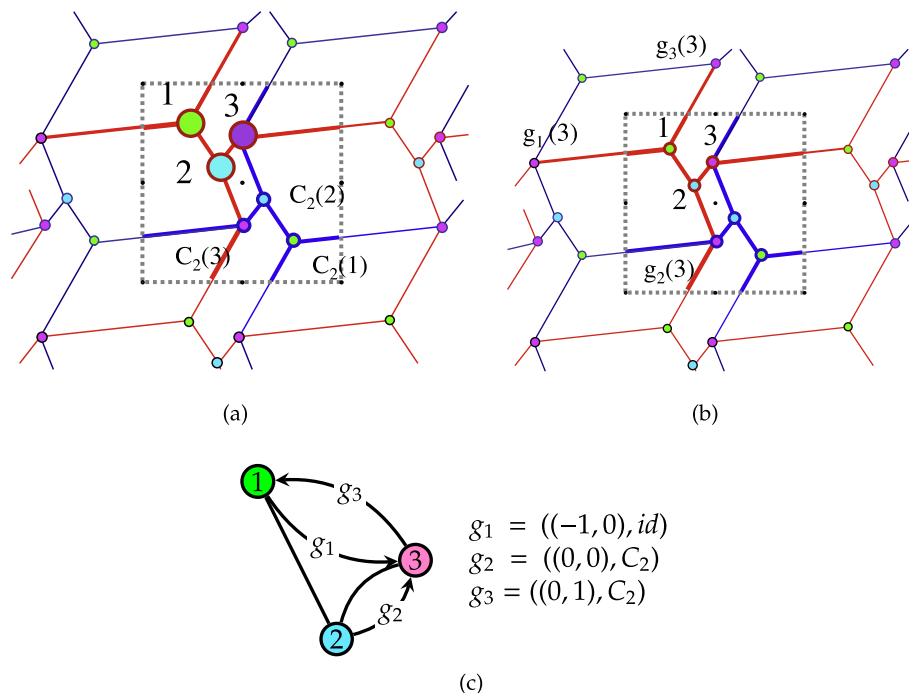 1
3
2
C₂(2)
C₂(3)
C₂(1)
(a)
g₃(3)
g₁(3)
1
3
2
g₂(3)
(b)
1
g₃
g₁
3
g₂
2
g₁ = ((−1, 0), id)
g₂ = ((0, 0), C₂)
g₃ = ((0, 1), C₂)
(c)